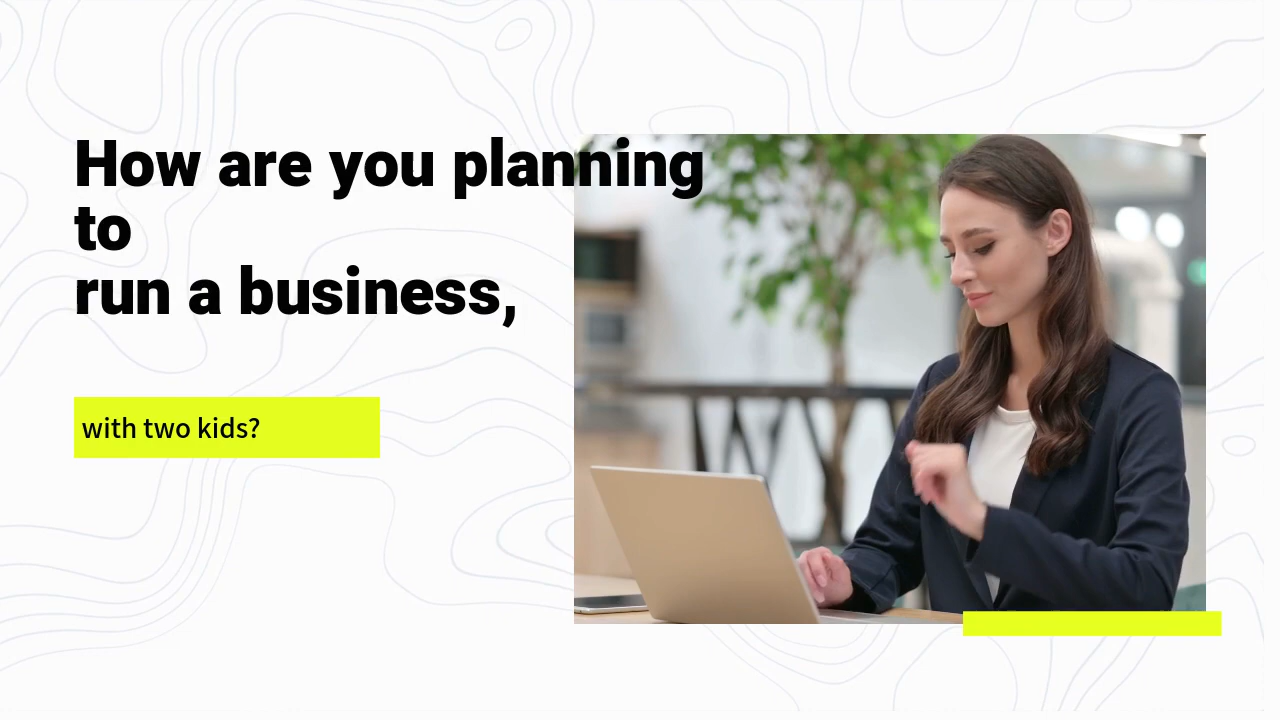 How are you planning
to
run a business,
with two kids?